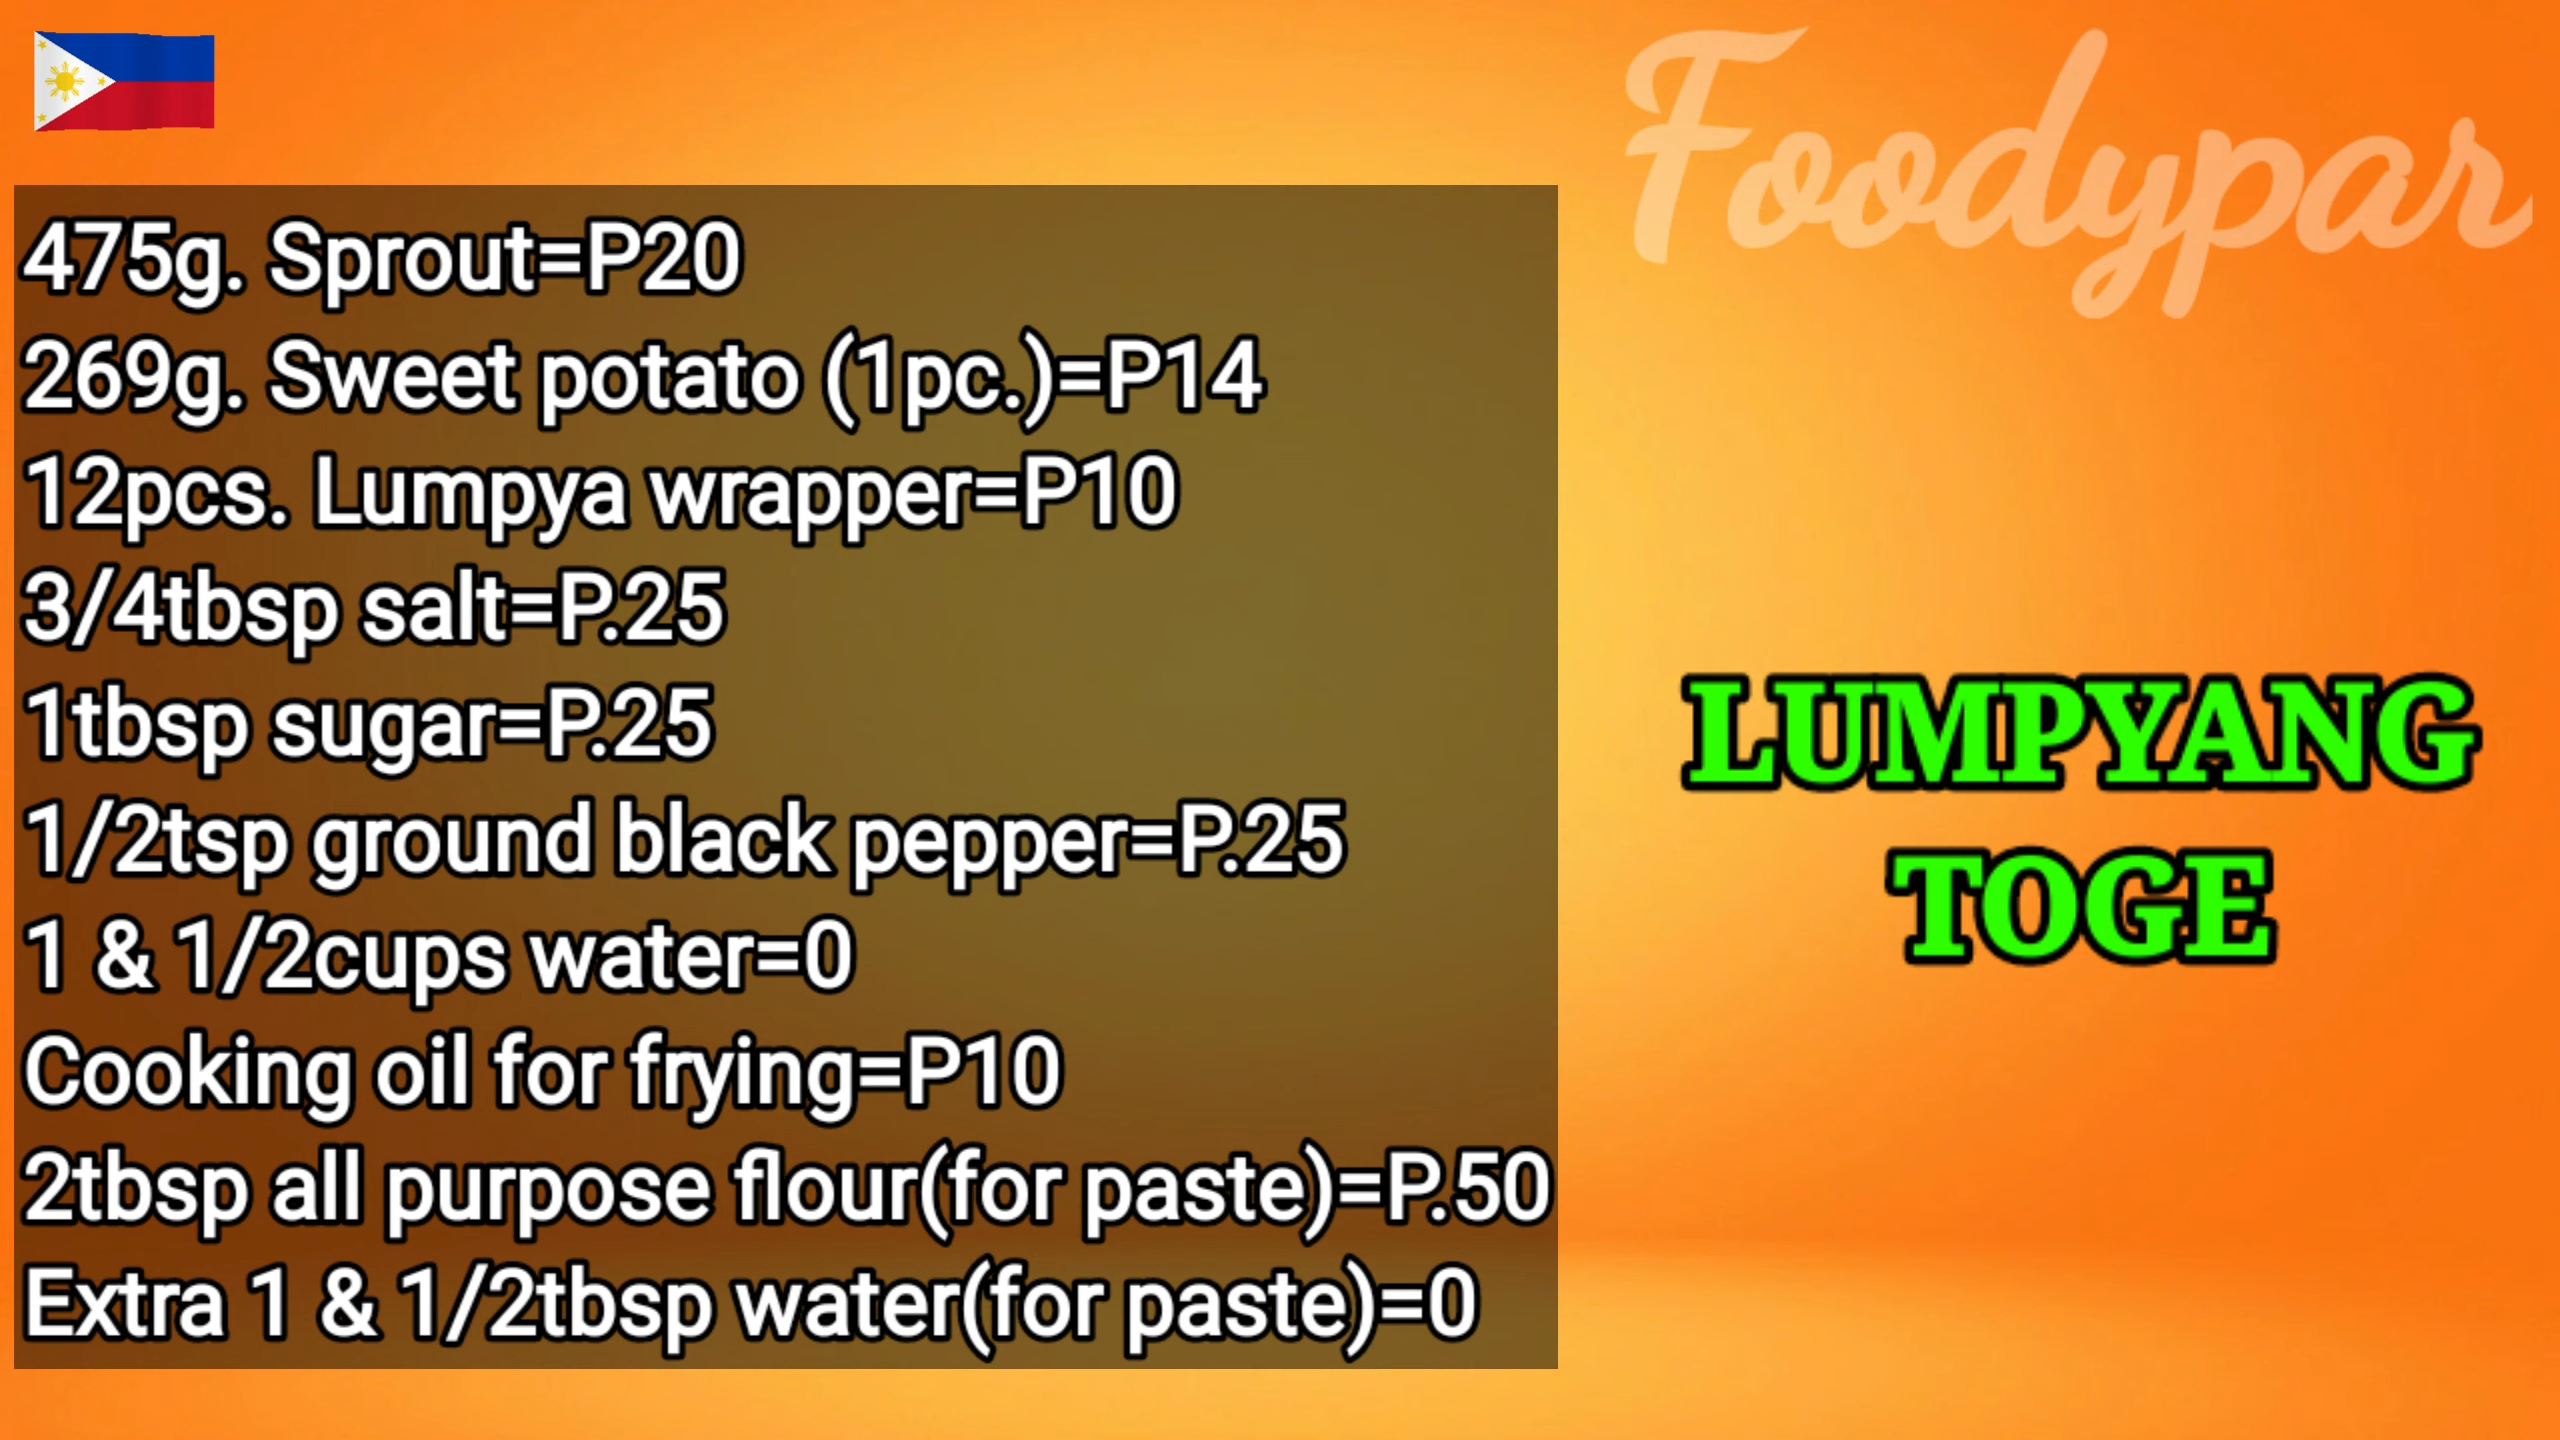 Foodypar
475g. Sprout=P20
269g. Sweet potato (1pc.)=P14
12pcs. Lumpya wrapper=P10
3/4tbsp salt=P.25
1tbsp sugar=P.25
1/2tsp ground black pepper=P.25
1 & 1/2cups water=0
Cooking oil for frying=P10
2tbsp all purpose flour(for paste)=P.50
Extra 1 & 1/2tbsp water(for paste)=0
LUMPYANG
TOGE